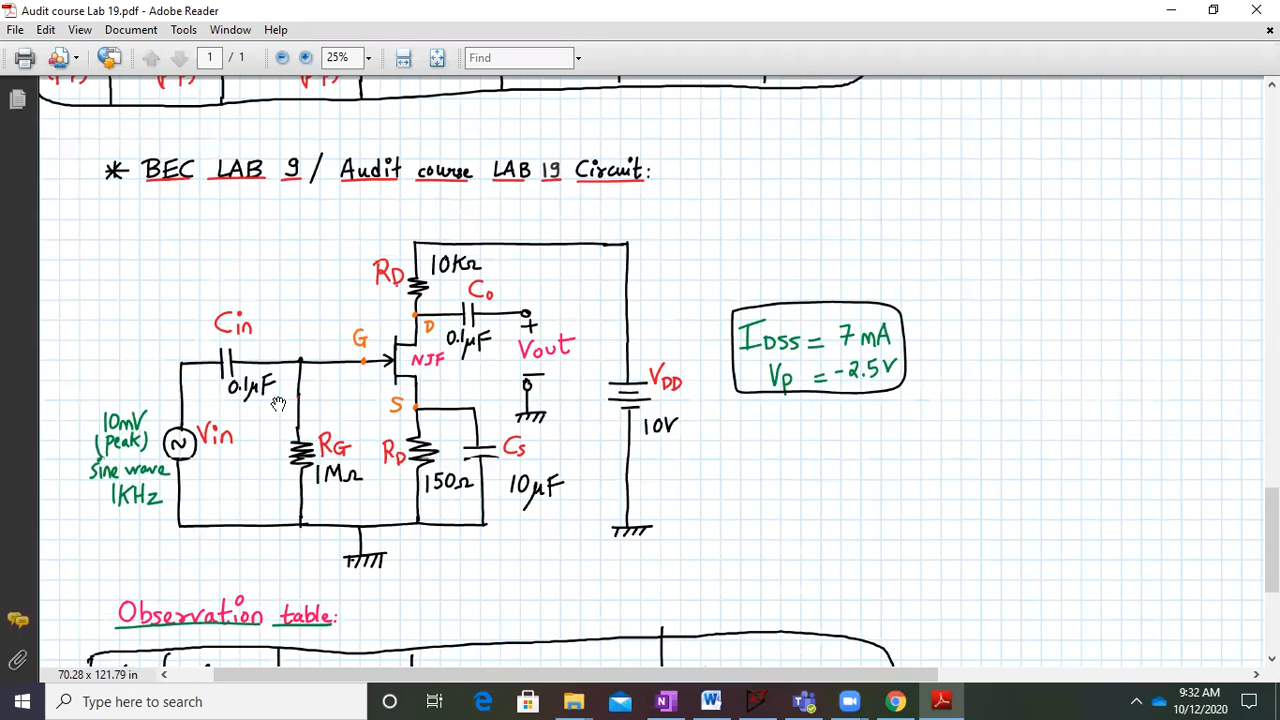 Audit course Lab 19.pdf - Adobe Reader
File Edit View Document Tools Window Help
1 / 1 25% Find
* BEC LAB 9 / Audit course LAB 19 Circuit:
RD 10KΩ
Co
Cin
G
D
0.1μF
NJF
Vout
+
−
0.1μF
IDSS = 7mA
Vp = -2.5V
VDD
10V
S
10mV
(peak)
sine wave
1KHz
Vin
RG
1MΩ
RD
150Ω
Cs
10μF
Observation table:
70.28 x 121.79 in
Type here to search
9:32 AM
10/12/2020